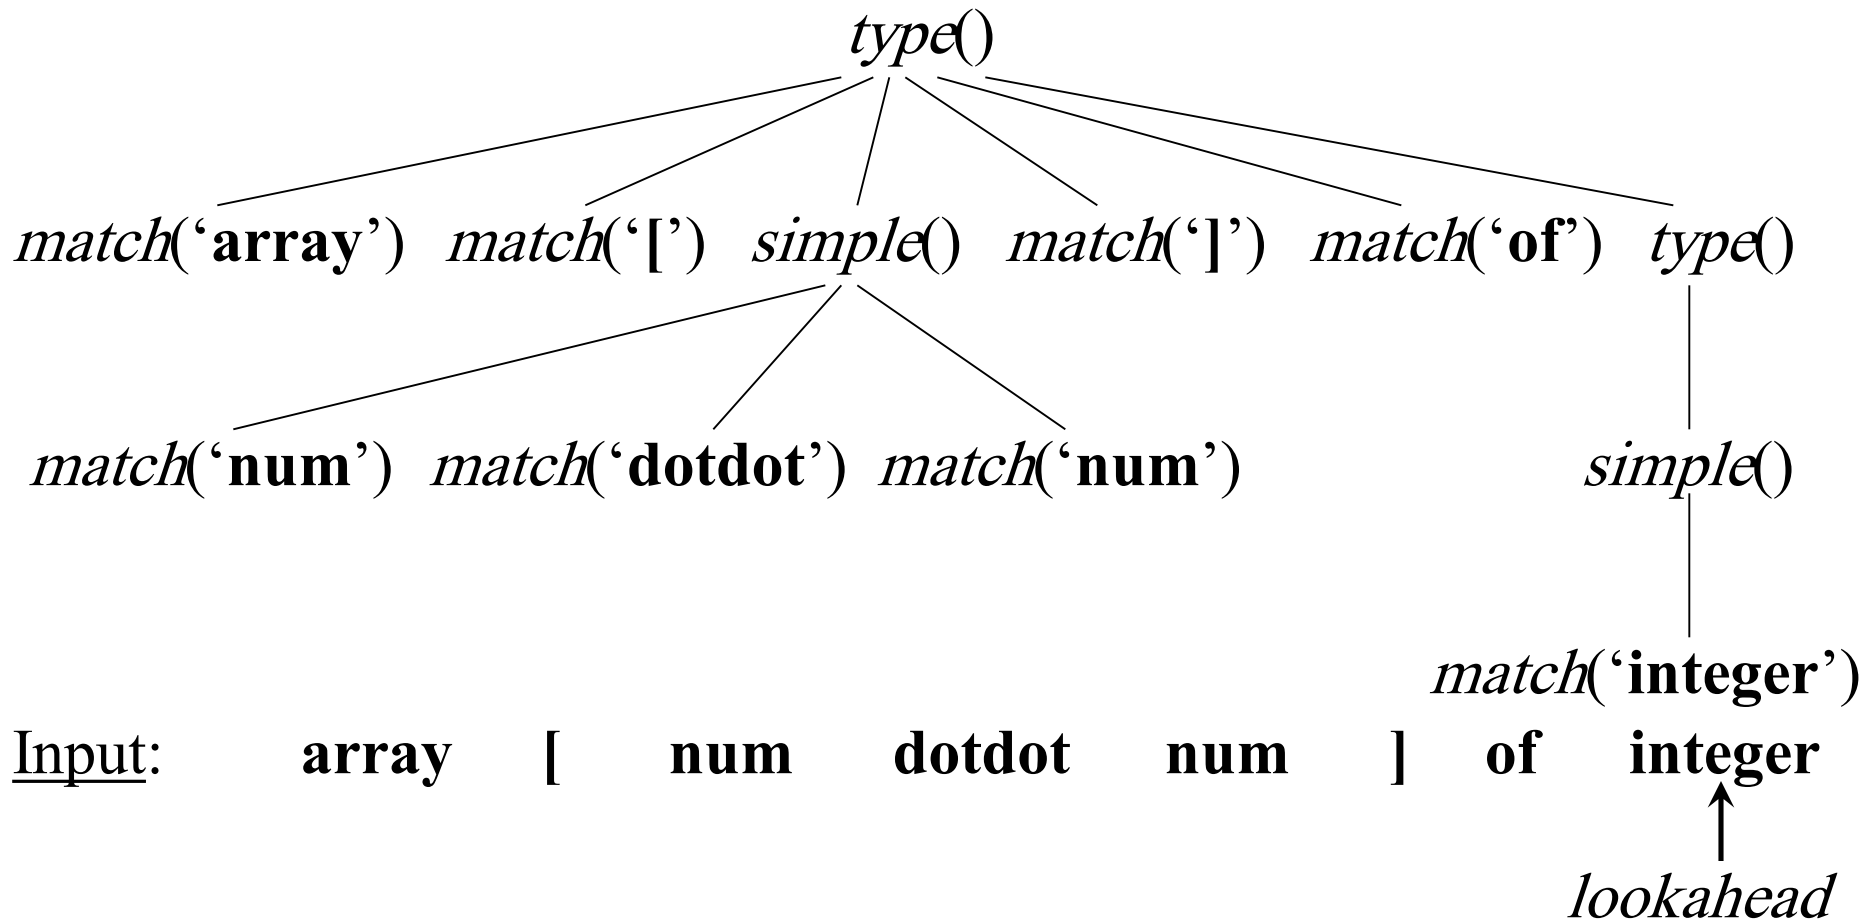 type()
match(‘array’) match(‘[’) simple() match(‘]’) match(‘of’) type()
match(‘num’) match(‘dotdot’) match(‘num’) simple()
match(‘integer’)
Input: array [ num dotdot num ] of integer
lookahead